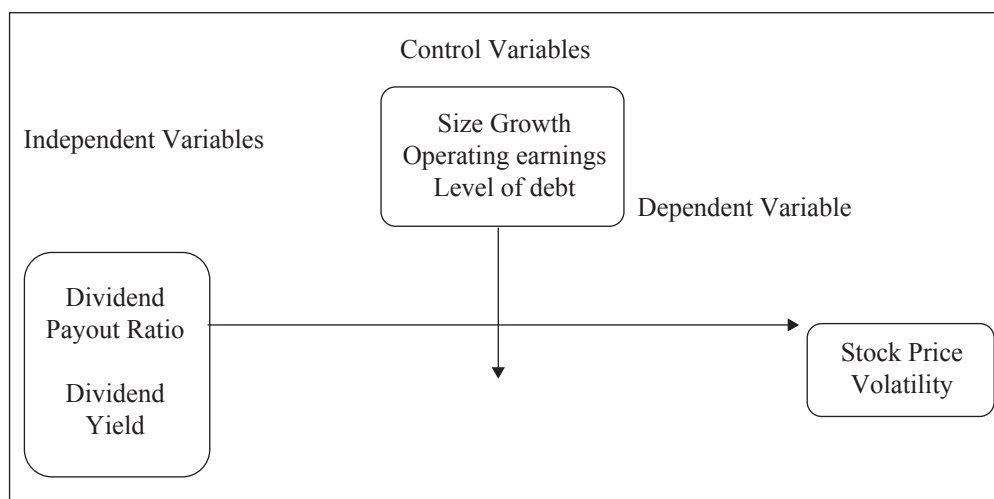 Control Variables
Size Growth
Operating earnings
Level of debt
Independent Variables
Dependent Variable
Dividend
Payout Ratio
Dividend
Yield
Stock Price
Volatility